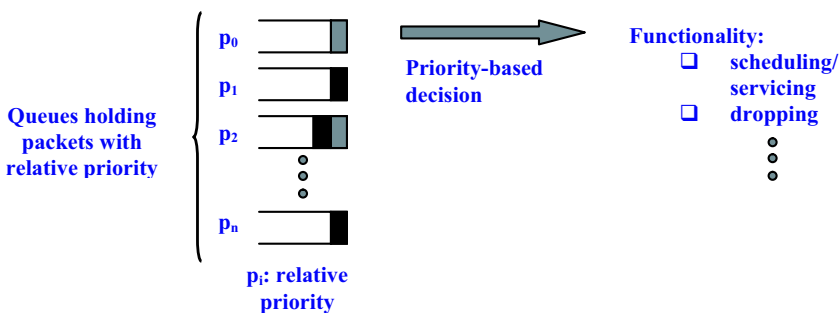 Queues holding
packets with
relative priority
p₀
p₁
p₂
pₙ
pᵢ: relative
priority
Priority-based
decision
Functionality:
❑ scheduling/
servicing
❑ dropping